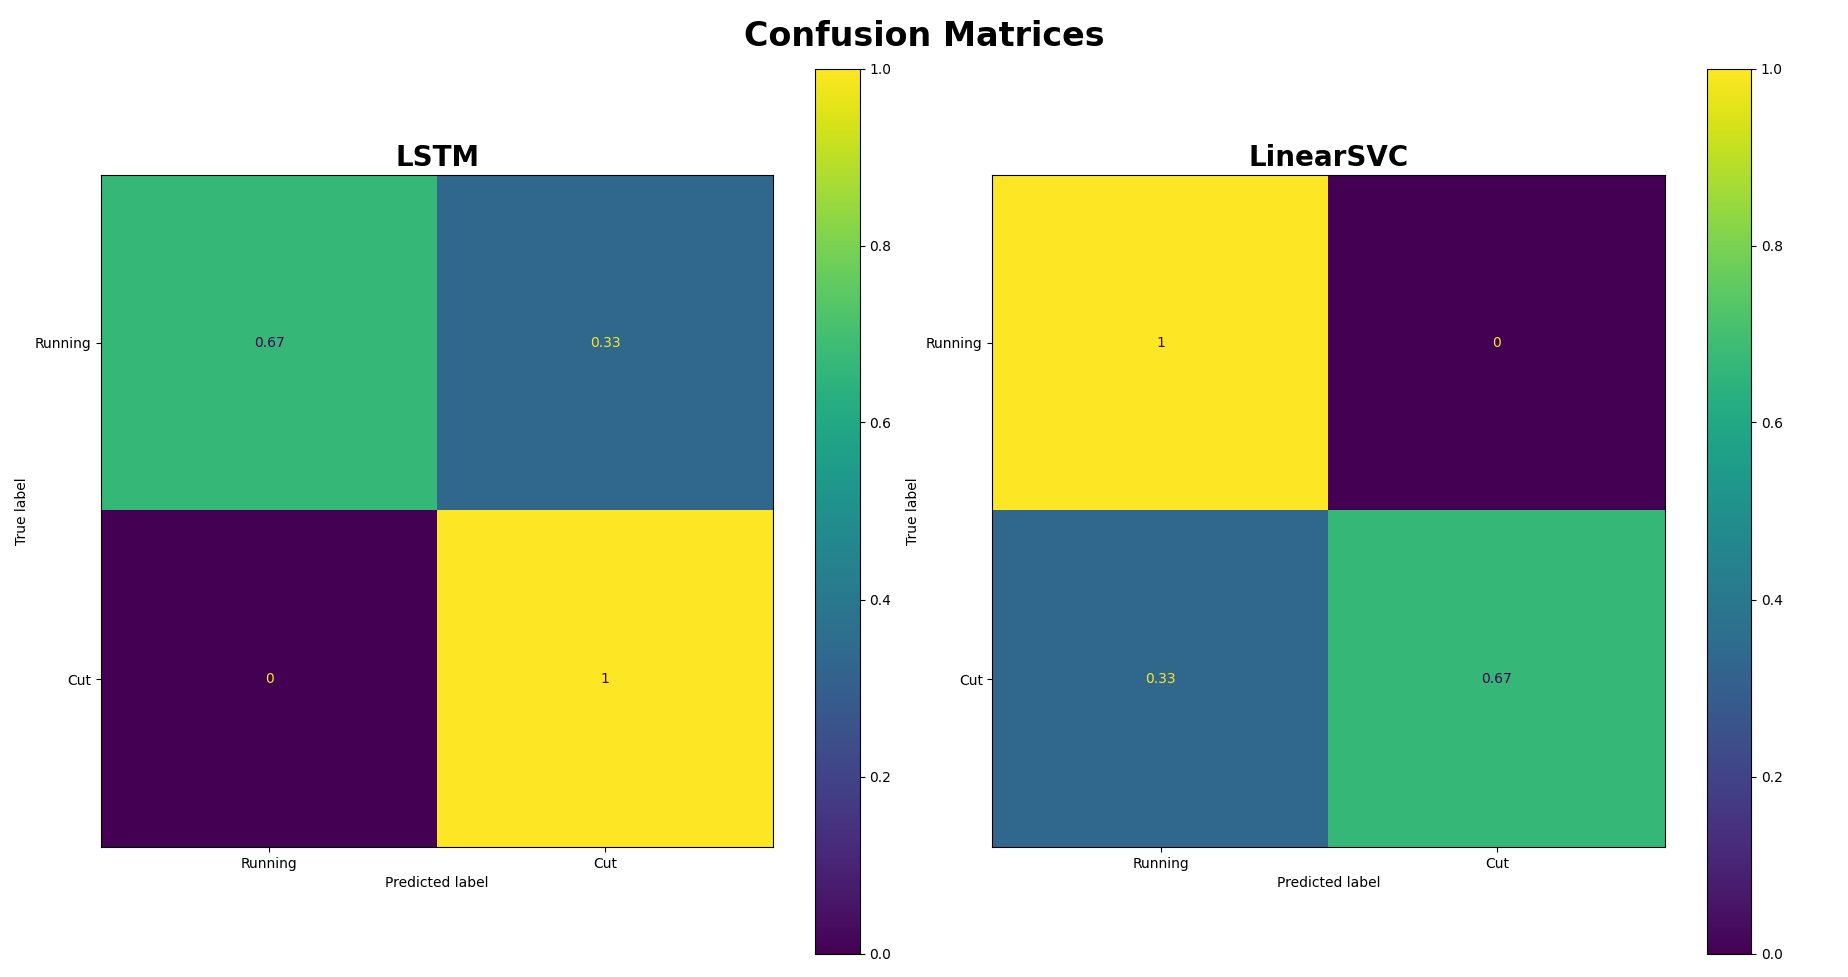 Confusion Matrices
LSTM
1.0
0.8
0.6
0.4
0.2
0.0
True label
Running
0.67
0.33
Cut
0
1
Running
Cut
Predicted label
LinearSVC
1.0
0.8
0.6
0.4
0.2
0.0
True label
Running
1
0
Cut
0.33
0.67
Running
Cut
Predicted label